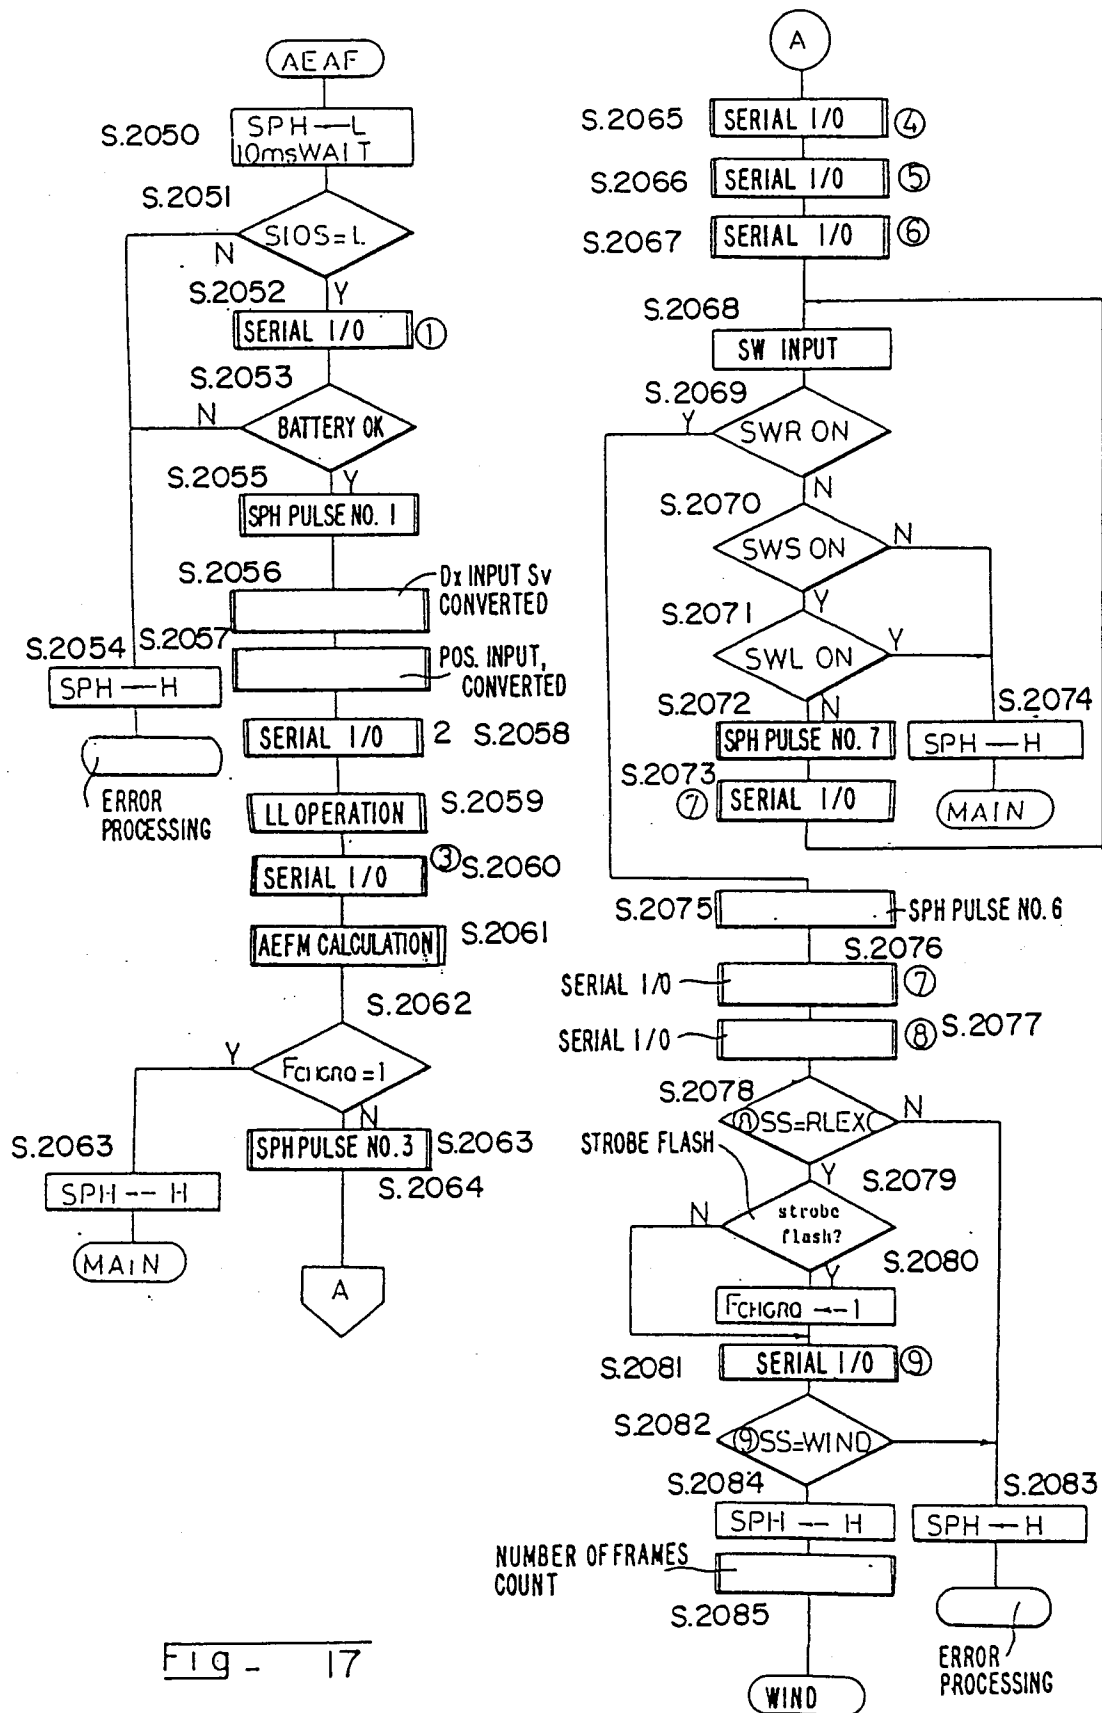 AEAF
S.2050
SPH — L
10msWAIT
S.2051
SIOS=L
N
Y
S.2052
SERIAL I/O
①
S.2053
BATTERY OK
N
Y
S.2055
SPH PULSE NO. 1
S.2056
Dx INPUT Sv
CONVERTED
S.2057
POS. INPUT,
CONVERTED
S.2054
SPH — H
ERROR
PROCESSING
SERIAL I/O
2
S.2058
LL OPERATION
S.2059
SERIAL I/O
③
S.2060
AEFM CALCULATION
S.2061
S.2062
FCHGRQ=1
Y
N
S.2063
SPH -- H
MAIN
SPH PULSE NO. 3
S.2063
S.2064
A
A
S.2065
SERIAL I/O
④
S.2066
SERIAL I/O
⑤
S.2067
SERIAL I/O
⑥
S.2068
SW INPUT
S.2069
SWR ON
Y
N
S.2070
SWS ON
N
Y
S.2071
SWL ON
Y
N
S.2072
SPH PULSE NO. 7
S.2074
SPH — H
MAIN
S.2073
⑦
SERIAL I/O
S.2075
SPH PULSE NO. 6
S.2076
SERIAL I/O
⑦
SERIAL I/O
⑧
S.2077
S.2078
⑧SS=RLEXC
N
Y
STROBE FLASH
S.2079
strobe
flash?
N
Y
S.2080
FCHGRQ ←- 1
S.2081
SERIAL I/O
⑨
S.2082
⑨SS=WIND
S.2084
SPH -- H
S.2083
SPH — H
NUMBER OF FRAMES
COUNT
S.2085
WIND
ERROR
PROCESSING
Fig - 17